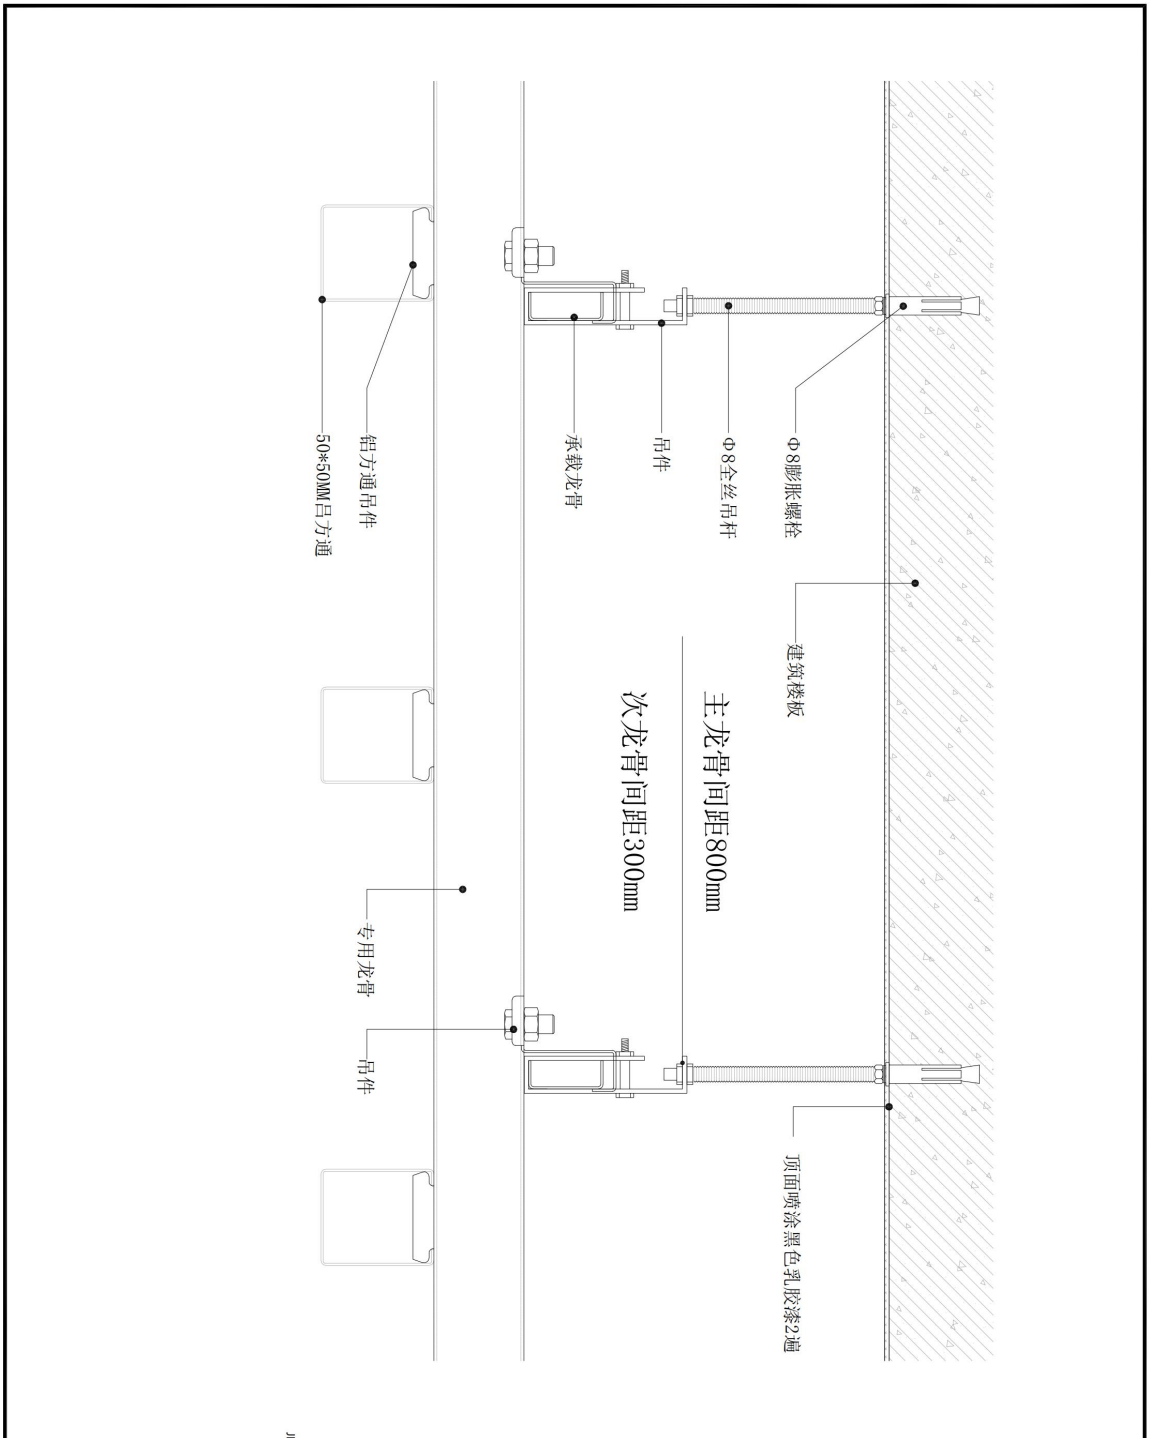 Φ8膨胀螺栓
Φ8全丝吊杆
吊件
承载龙骨
铝方通吊件
50*50MM吕方通
建筑楼板
主龙骨间距800mm
次龙骨间距300mm
专用龙骨
吊件
顶面喷涂黑色乳胶漆2遍